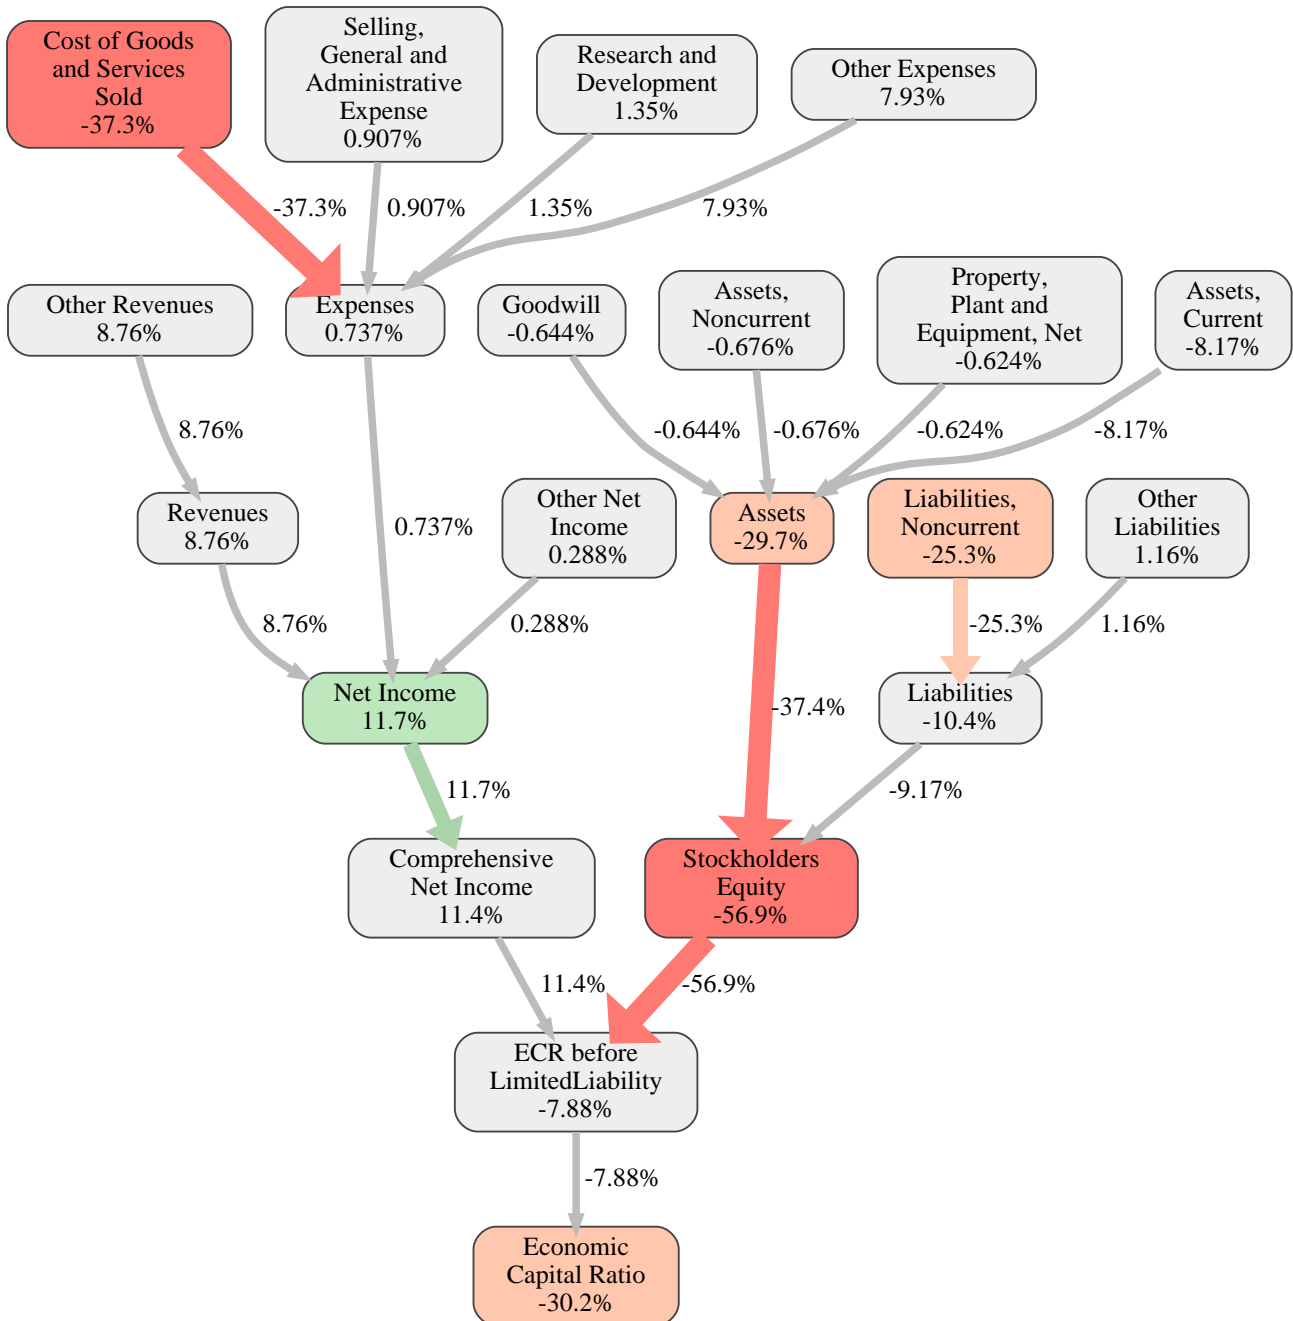 Cost of Goods
and Services
Sold
-37.3%
Selling,
General and
Administrative
Expense
0.907%
Research and
Development
1.35%
Other Expenses
7.93%
-37.3%
0.907%
1.35%
7.93%
Other Revenues
8.76%
Expenses
0.737%
Goodwill
-0.644%
Assets,
Noncurrent
-0.676%
Property,
Plant and
Equipment, Net
-0.624%
Assets,
Current
-8.17%
8.76%
-0.644%
-0.676%
-0.624%
-8.17%
Revenues
8.76%
0.737%
Other Net
Income
0.288%
Assets
-29.7%
Liabilities,
Noncurrent
-25.3%
Other
Liabilities
1.16%
8.76%
0.288%
-25.3%
1.16%
Net Income
11.7%
-37.4%
Liabilities
-10.4%
11.7%
-9.17%
Comprehensive
Net Income
11.4%
Stockholders
Equity
-56.9%
11.4%
-56.9%
ECR before
LimitedLiability
-7.88%
-7.88%
Economic
Capital Ratio
-30.2%